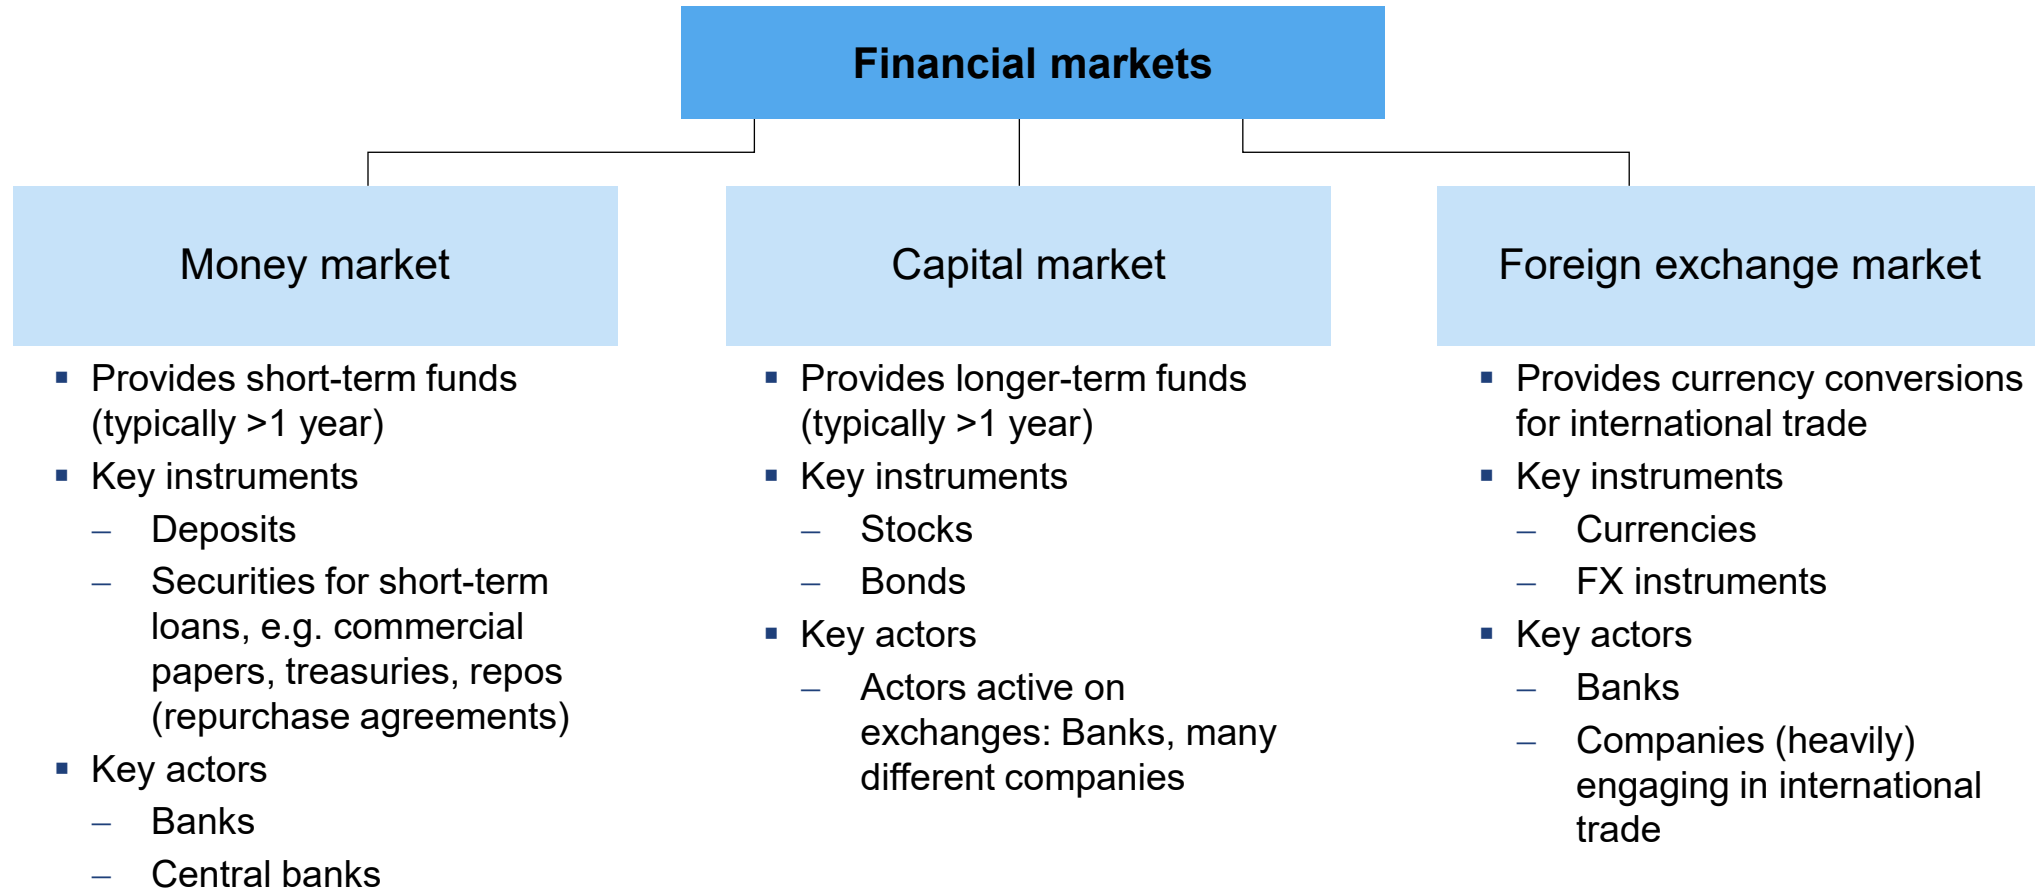 Financial markets
Money market
Provides short-term funds
(typically >1 year)
Key instruments
– Deposits
– Securities for short-term
loans, e.g. commercial
papers, treasuries, repos
(repurchase agreements)
Key actors
– Banks
– Central banks
Capital market
Provides longer-term funds
(typically >1 year)
Key instruments
– Stocks
– Bonds
Key actors
– Actors active on
exchanges: Banks, many
different companies
Foreign exchange market
Provides currency conversions
for international trade
Key instruments
– Currencies
– FX instruments
Key actors
– Banks
– Companies (heavily)
engaging in international
trade